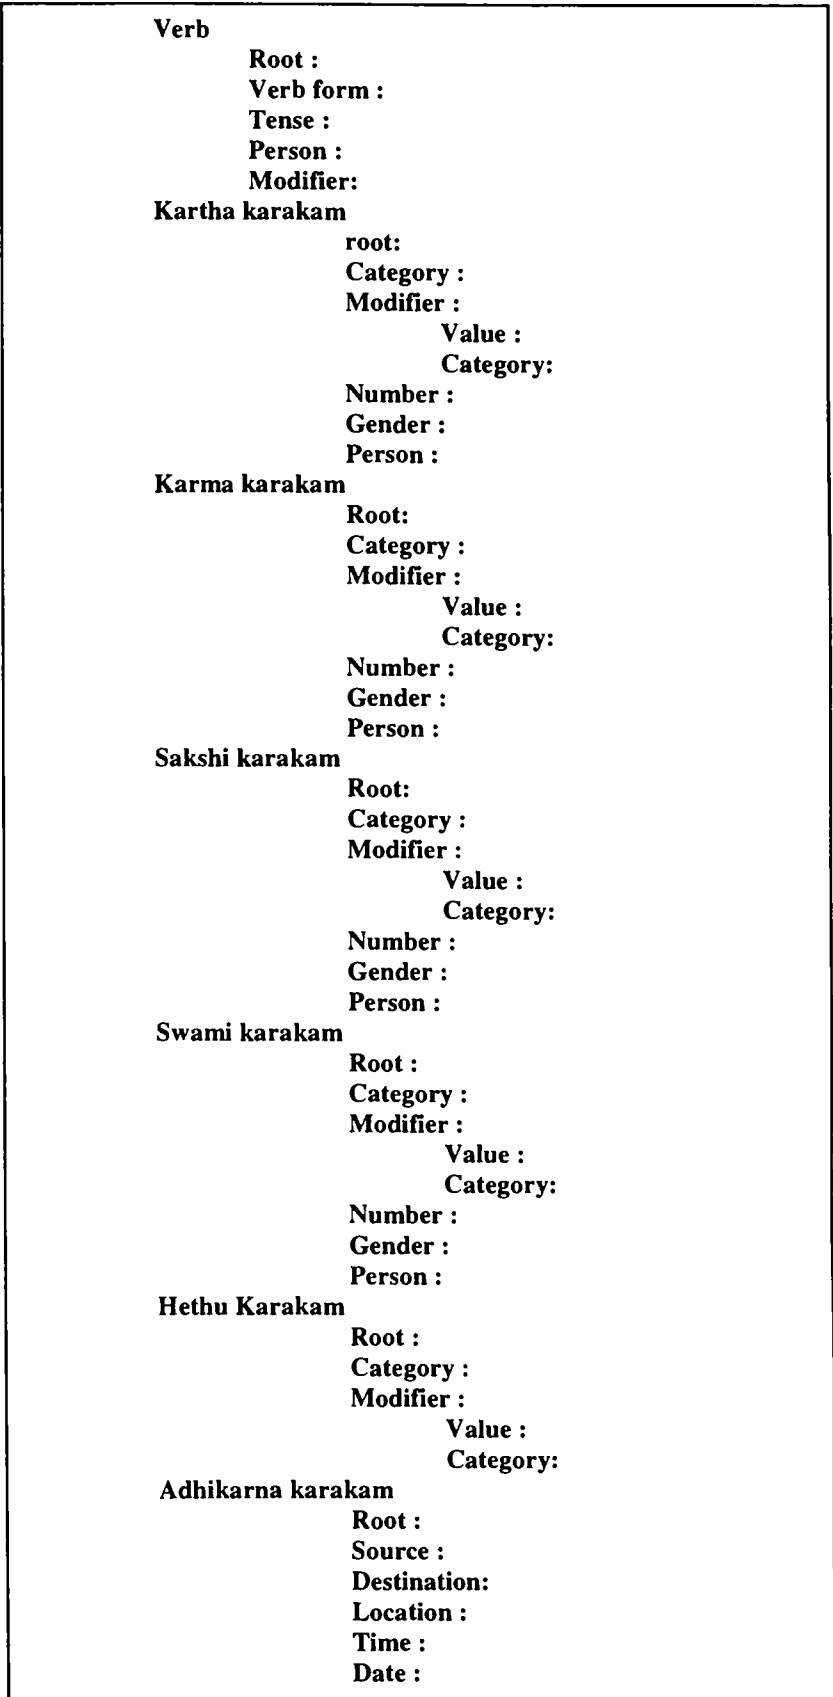 Verb
Root :
Verb form :
Tense :
Person :
Modifier:
Kartha karakam
root:
Category :
Modifier :
Value :
Category:
Number :
Gender :
Person :
Karma karakam
Root:
Category :
Modifier :
Value :
Category:
Number :
Gender :
Person :
Sakshi karakam
Root:
Category :
Modifier :
Value :
Category:
Number :
Gender :
Person :
Swami karakam
Root :
Category :
Modifier :
Value :
Category:
Number :
Gender :
Person :
Hethu Karakam
Root :
Category :
Modifier :
Value :
Category:
Adhikarna karakam
Root :
Source :
Destination:
Location :
Time :
Date :